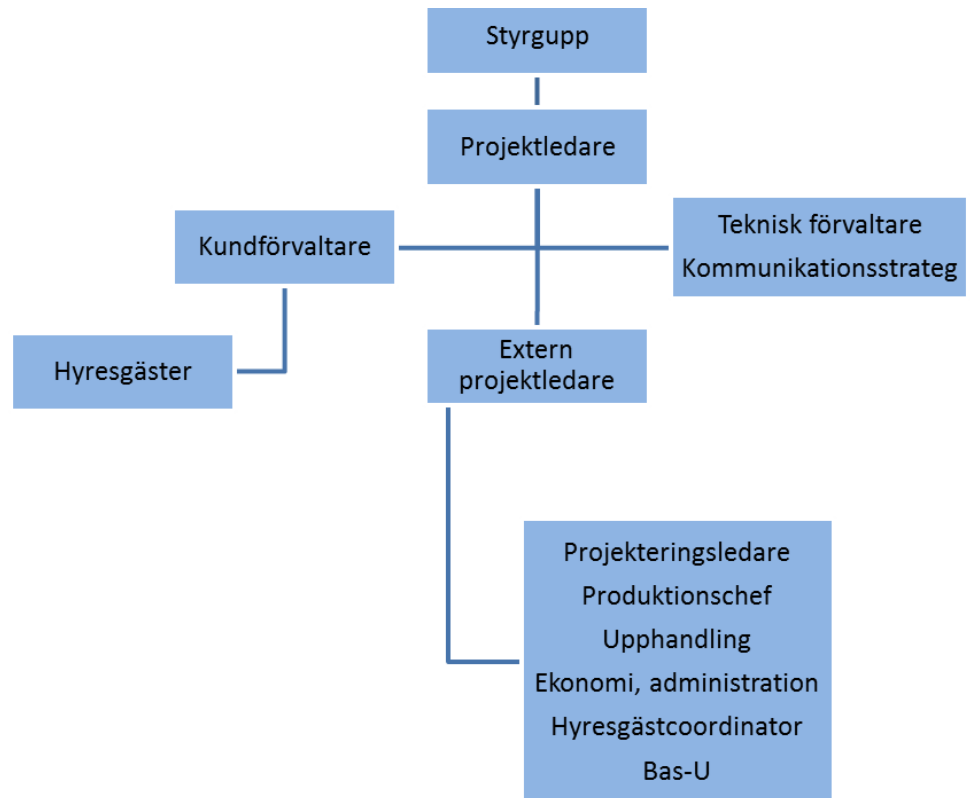 Styrgupp
Projektledare
Kundförvaltare
Teknisk förvaltare
Kommunikationsstrateg
Hyresgäster
Extern
projektledare
Projekteringsledare
Produktionschef
Upphandling
Ekonomi, administration
Hyresgästcoordinator
Bas-U